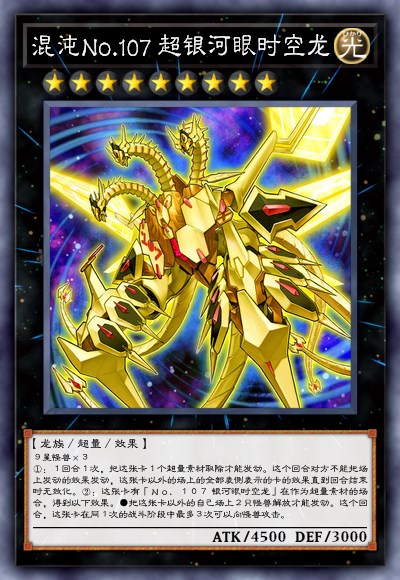 混沌No.107 超银河眼时空龙
光
【龙族/超量/效果】
9星怪兽×3
①:1回合1次,把这张卡1个超量素材取除才能发动。这个回合对方不能把场
上发动的效果发动。这张卡以外的场上的全部表侧表示的卡的效果直到回合结束
时无效化。②:这张卡有「No.107 银河眼时空龙」在作为超量素材的场
合,得到以下效果。●把这张卡以外的自己场上2只怪兽解放才能发动。这个回
合,这张卡在同1次的战斗阶段中最多3次可以向怪兽攻击。
ATK/4500 DEF/3000